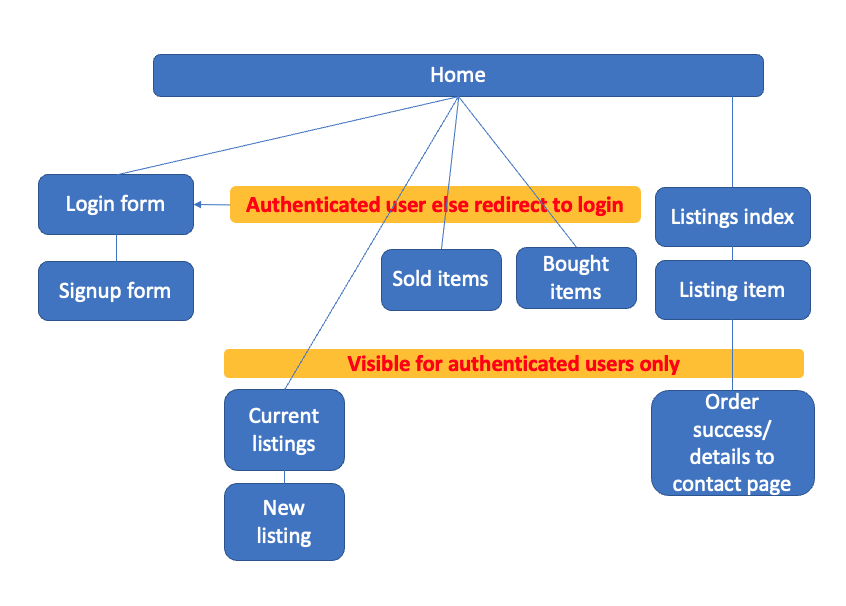 Home
Login form
Authenticated user else redirect to login
Listings index
Signup form
Sold items
Bought
items
Listing item
Visible for authenticated users only
Current
listings
Order
success/
details to
contact page
New
listing